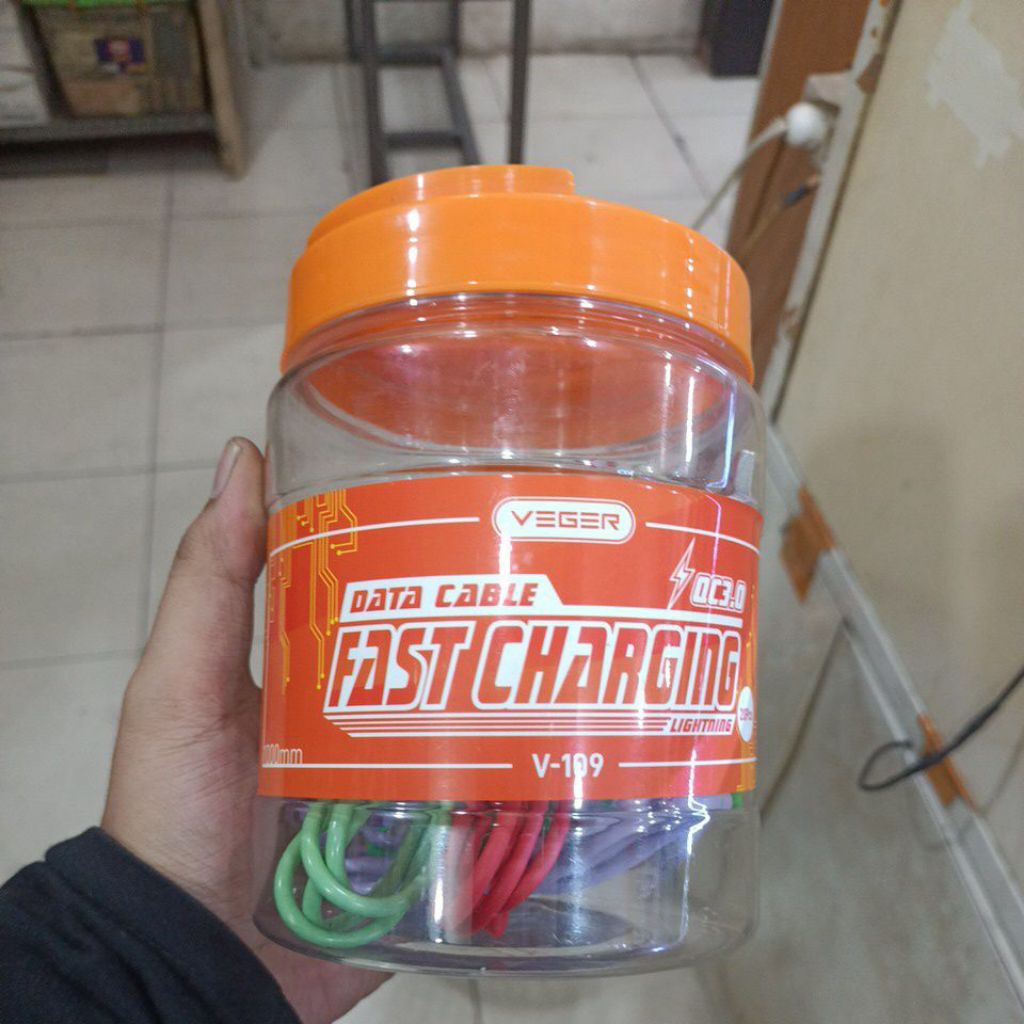 VEGER
QC3.0
DATA CABLE
FAST CHARGING
LIGHTNING
V-109